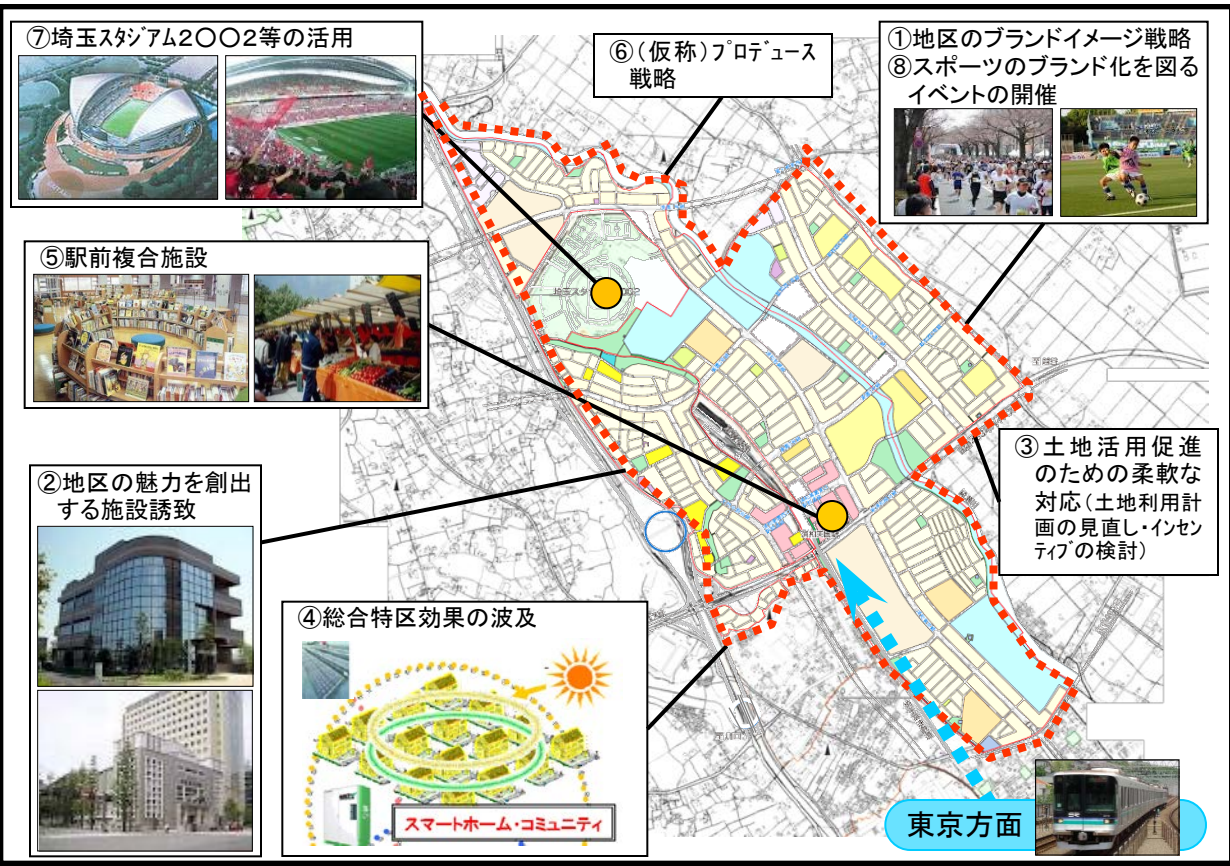 ⑦埼玉スタジアム2〇〇2等の活用
⑥(仮称)プロデュース
戦略
①地区のブランドイメージ戦略
⑧スポーツのブランド化を図る
イベントの開催
⑤駅前複合施設
埼玉スタ
002
②地区の魅力を創出
する施設誘致
③土地活用促進
のための柔軟な
対応(土地利用計
画の見直し・インセン
ティブの検討)
④総合特区効果の波及
スマートホーム・コミュニティ
東京方面